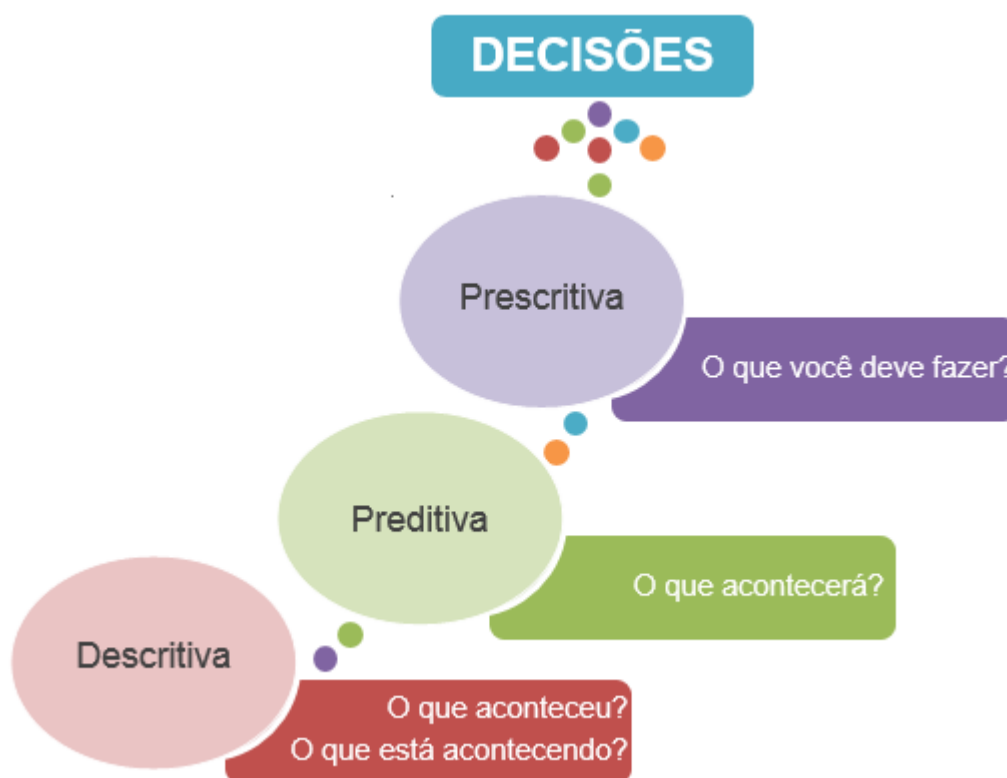 DECISÕES
Prescritiva
O que você deve fazer?
Preditiva
O que acontecerá?
Descritiva
O que aconteceu?
O que está acontecendo?